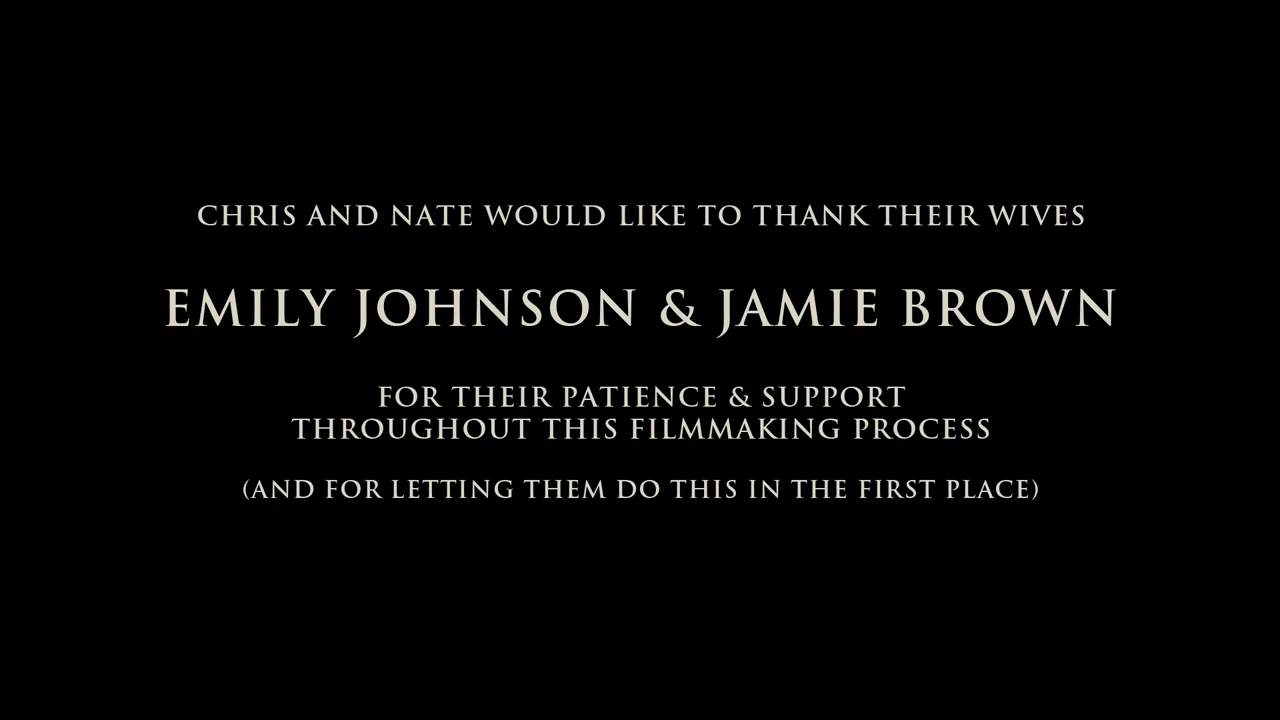 CHRIS AND NATE WOULD LIKE TO THANK THEIR WIVES
EMILY JOHNSON & JAMIE BROWN
FOR THEIR PATIENCE & SUPPORT
THROUGHOUT THIS FILMMAKING PROCESS
(AND FOR LETTING THEM DO THIS IN THE FIRST PLACE)